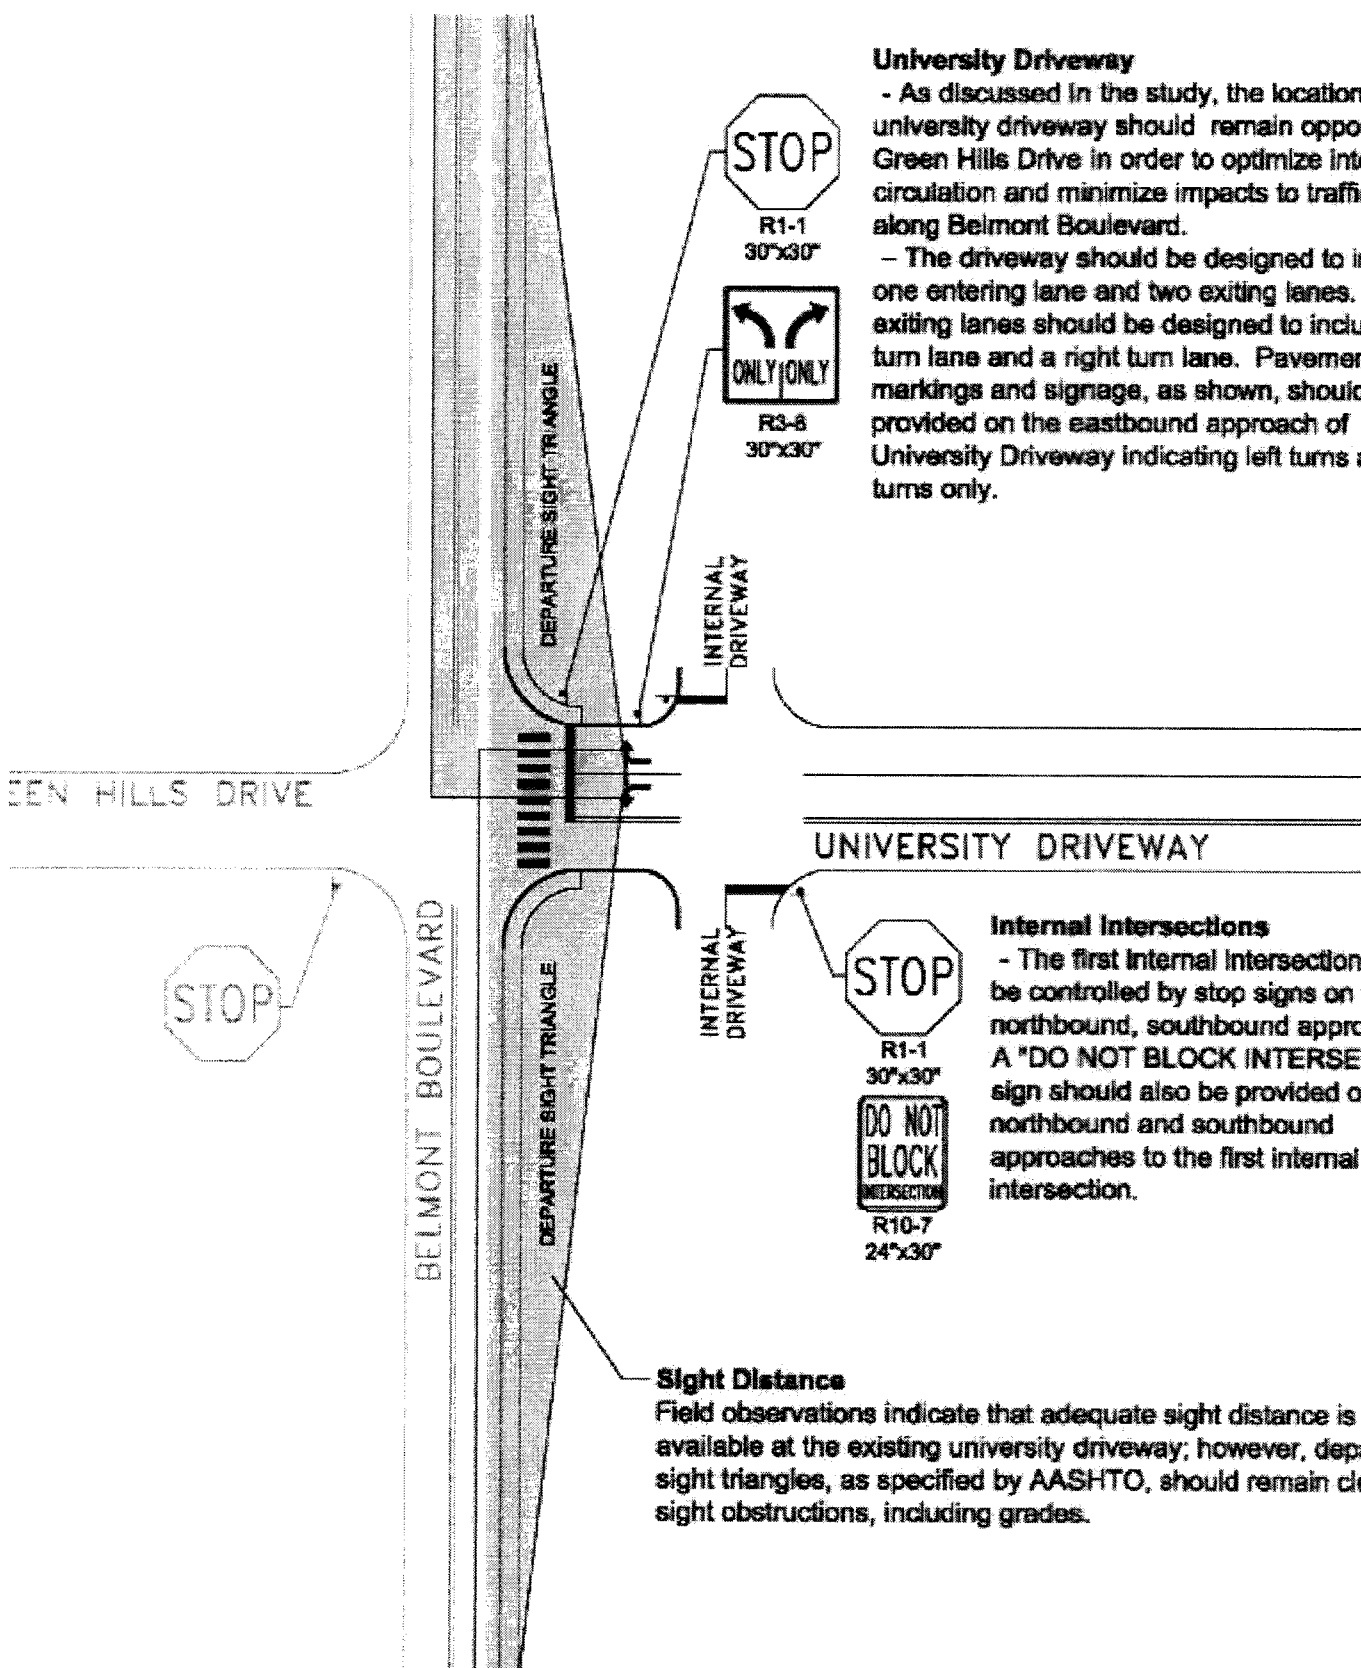 University Driveway
- As discussed in the study, the location
university driveway should remain oppo
Green Hills Drive in order to optimize inte
circulation and minimize impacts to traffi
along Belmont Boulevard.
– The driveway should be designed to i
one entering lane and two exiting lanes.
exiting lanes should be designed to inclu
turn lane and a right turn lane. Pavemer
markings and signage, as shown, should
provided on the eastbound approach of
University Driveway indicating left turns a
turns only.
STOP
R1-1
30"x30"
ONLY ONLY
R3-8
30"x30"
DEPARTURE SIGHT TRIANGLE
INTERNAL
DRIVEWAY
EEN HILLS DRIVE
UNIVERSITY DRIVEWAY
BELMONT BOULEVARD
STOP
DEPARTURE SIGHT TRIANGLE
INTERNAL
DRIVEWAY
STOP
R1-1
30"x30"
DO NOT
BLOCK
INTERSECTION
R10-7
24"x30"
Internal Intersections
- The first internal intersection
be controlled by stop signs on
northbound, southbound appro
A "DO NOT BLOCK INTERSE
sign should also be provided o
northbound and southbound
approaches to the first internal
intersection.
Sight Distance
Field observations indicate that adequate sight distance is
available at the existing university driveway; however, depa
sight triangles, as specified by AASHTO, should remain cle
sight obstructions, including grades.